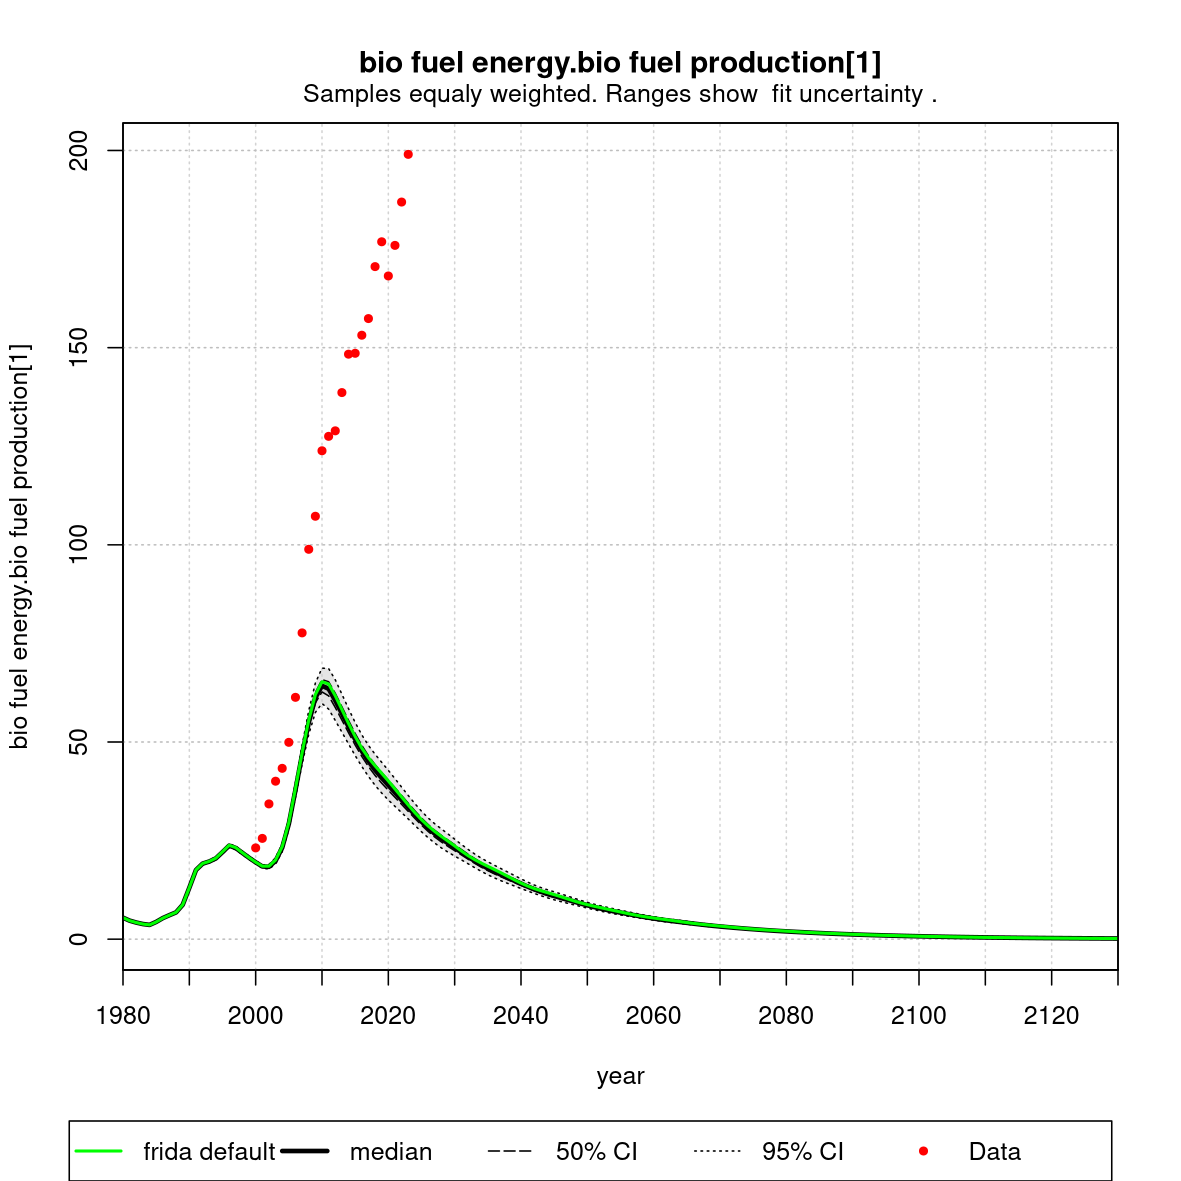 bio fuel energy.bio fuel production[1]
Samples equaly weighted. Ranges show  fit uncertainty .
bio fuel energy.bio fuel production[1]
200
150
100
50
0
1980 2000 2020 2040 2060 2080 2100 2120
year
frida default median 50% CI 95% CI Data